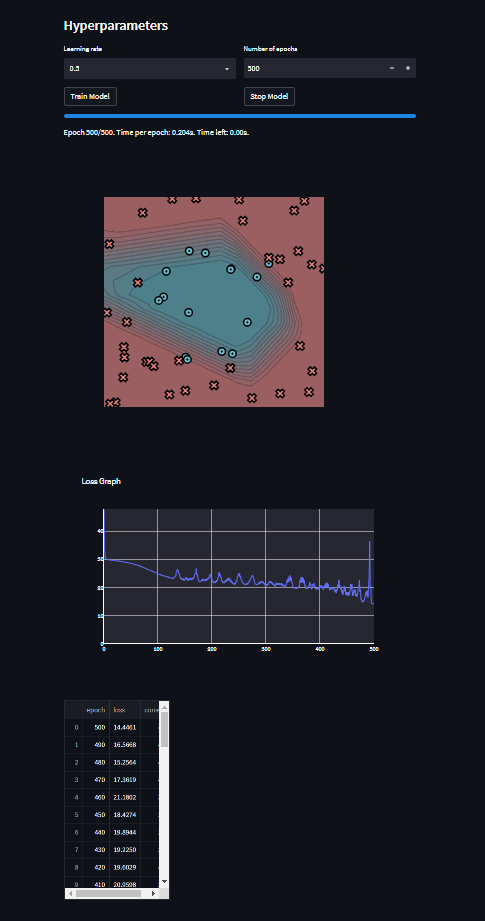 Hyperparameters
Learning rate Number of epochs
0.5 500
Train Model Stop Model
Epoch 500/500. Time per epoch: 0.204s. Time left: 0.00s.
Loss Graph
40
30
20
10
0
0 100 200 300 400 500
epoch loss corre
0 500 14.4461
1 490 16.5668
2 480 15.2564
3 470 17.3619
4 460 21.1802
5 450 18.4274
6 440 19.8944
7 430 19.2250
8 420 19.6029
9 410 20.9598